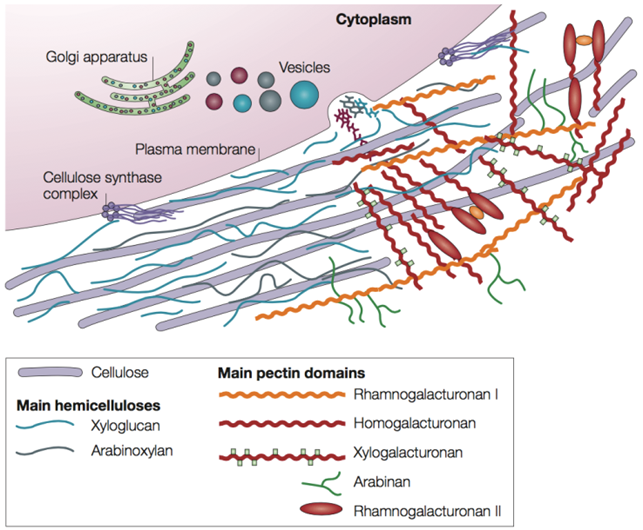 Cytoplasm
Golgi apparatus
Vesicles
Plasma membrane
Cellulose synthase
complex
Cellulose
Main hemicelluloses
Xyloglucan
Arabinoxylan
Main pectin domains
Rhamnogalacturonan I
Homogalacturonan
Xylogalacturonan
Arabinan
Rhamnogalacturonan II